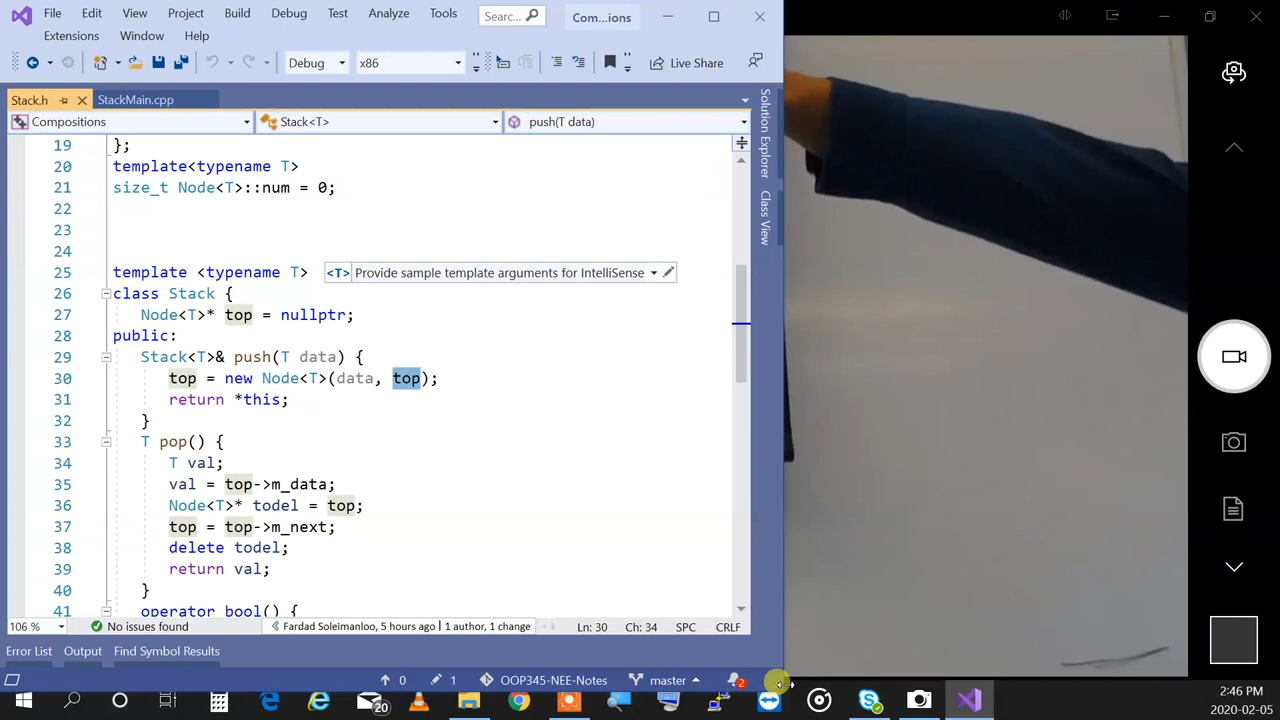 File Edit View Project Build Debug Test Analyze Tools Searc... Com...ions
Extensions Window Help
Debug x86 Live Share
Stack.h StackMain.cpp
Compositions Stack<T> push(T data)
19 };
20 template<typename T>
21 size_t Node<T>::num = 0;
22
23
24
25 template <typename T> <T> Provide sample template arguments for IntelliSense
26 class Stack {
27 Node<T>* top = nullptr;
28 public:
29 Stack<T>& push(T data) {
30 top = new Node<T>(data, top);
31 return *this;
32 }
33 T pop() {
34 T val;
35 val = top->m_data;
36 Node<T>* todel = top;
37 top = top->m_next;
38 delete todel;
39 return val;
40 }
41 operator bool() {
Solution Explorer
Class View
106 % No issues found Fardad Soleimanloo, 5 hours ago | 1 author, 1 change Ln: 30 Ch: 34 SPC CRLF
Error List Output Find Symbol Results
0 1 OOP345-NEE-Notes master 2
20
2:46 PM
2020-02-05